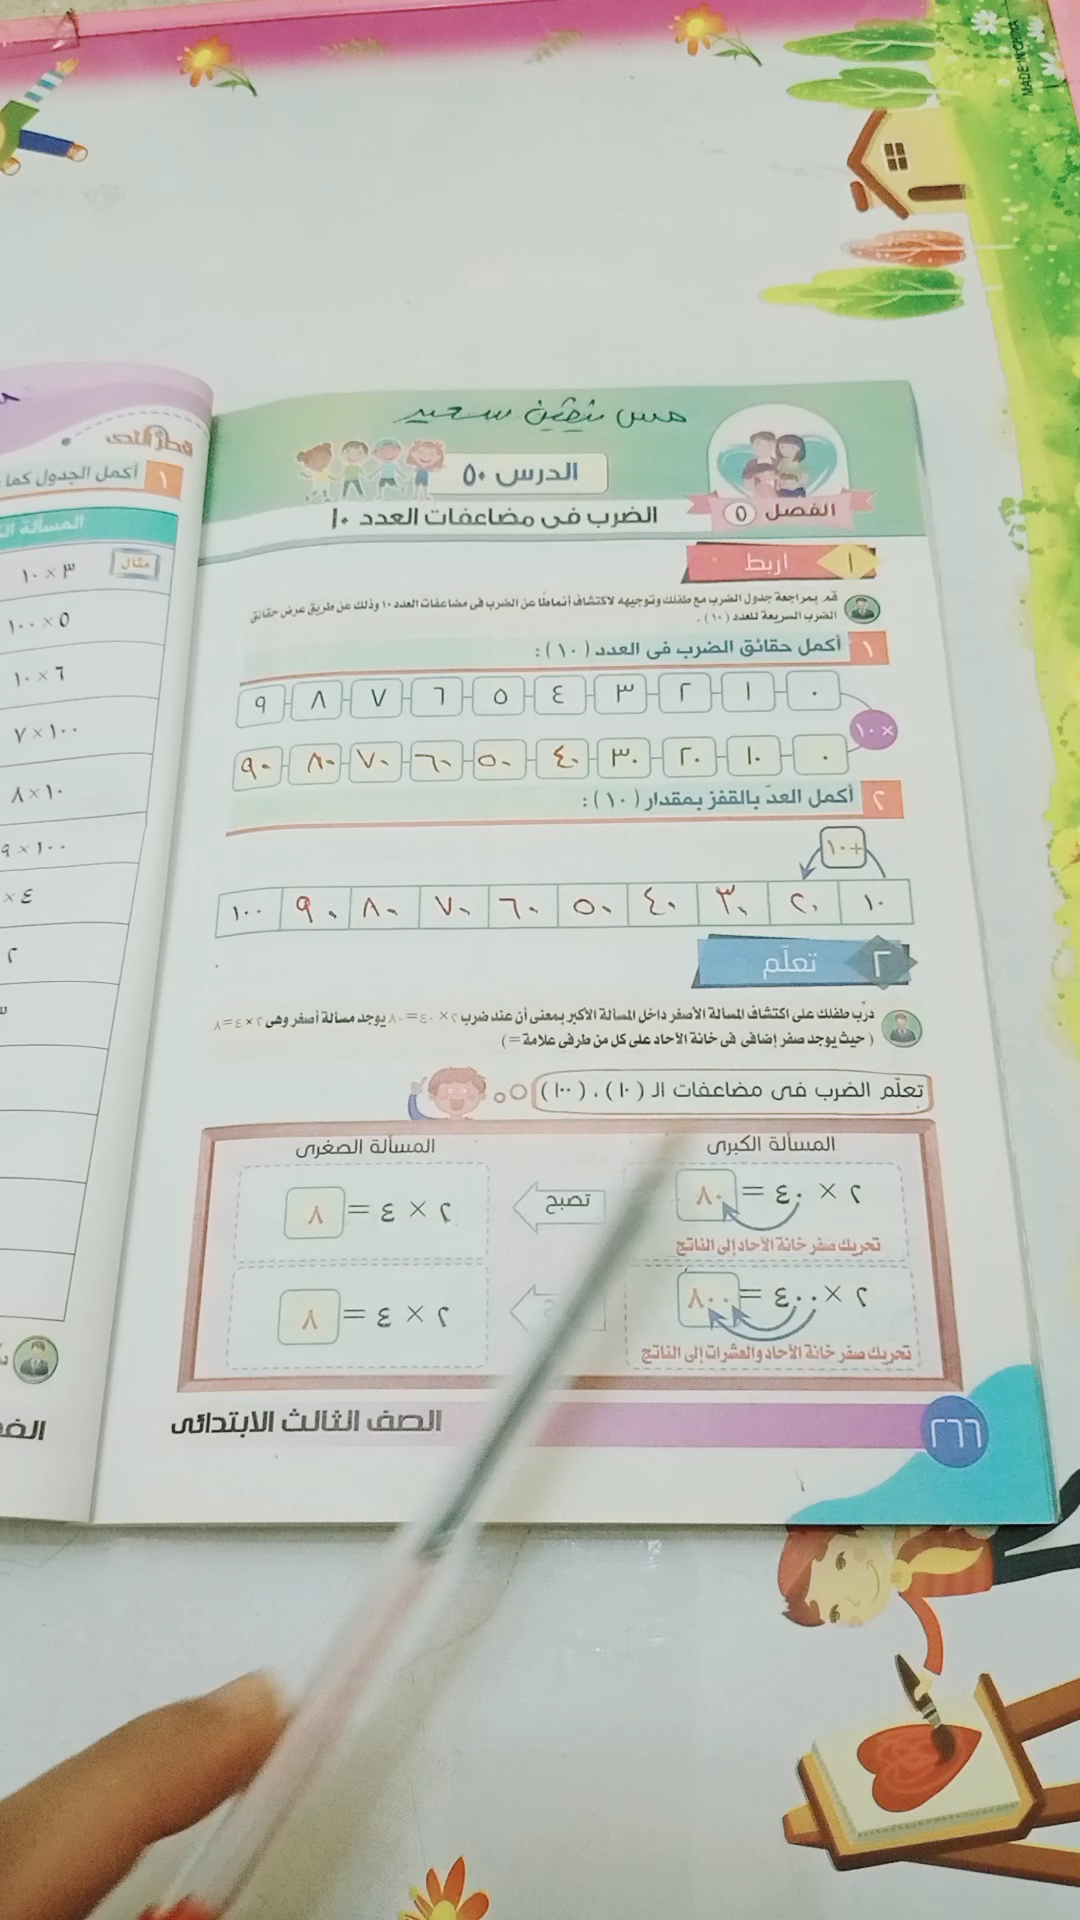 MADE IN CHINA
مس نيفين سعيد
الدرس ٥٠
الفصل ٥
الضرب فى مضاعفات العدد ١٠
١ اربط
قم بمراجعة جدول الضرب مع طفلك وتوجيهه لاكتشاف أنماطًا عن الضرب فى مضاعفات العدد ١٠ وذلك عن طريق عرض حقائق
الضرب السريعة للعدد (١٠).
١ أكمل حقائق الضرب فى العدد (١٠):
٠ ١ ٢ ٣ ٤ ٥ ٦ ٧ ٨ ٩
×١٠
٠ ١٠ ٢٠ ٣٠ ٤٠ ٥٠ ٦٠ ٧٠ ٨٠ ٩٠
٢ أكمل العدّ بالقفز بمقدار (١٠):
+١٠
١٠ ٢٠ ٣٠ ٤٠ ٥٠ ٦٠ ٧٠ ٨٠ ٩٠ ١٠٠
٢ تعلّم
درّب طفلك على اكتشاف المسألة الأصغر داخل المسألة الأكبر بمعنى أن عند ضرب ٢ × ٤٠ = ٨٠ يوجد مسألة أصغر وهى ٢ × ٤ = ٨
(حيث يوجد صفر إضافى فى خانة الآحاد على كل من طرفى علامة =)
تعلّم الضرب فى مضاعفات الـ (١٠)، (١٠٠)
المسألة الكبرى
المسألة الصغرى
٢ × ٤٠ = ٨٠
تصبح
٢ × ٤ = ٨
تحريك صفر خانة الآحاد إلى الناتج
٢ × ٤٠٠ = ٨٠٠
٢ × ٤ = ٨
تحريك صفر خانة الآحاد والعشرات إلى الناتج
٢٦٦
الصف الثالث الابتدائى
قطر الندى
١ أكمل الجدول كما
المسألة
مثال
٣ × ١٠
٥ × ١٠٠
٦ × ١٠
١٠٠ × ٧
١٠ × ٨
١٠٠ × ٩
٤ ×
٢